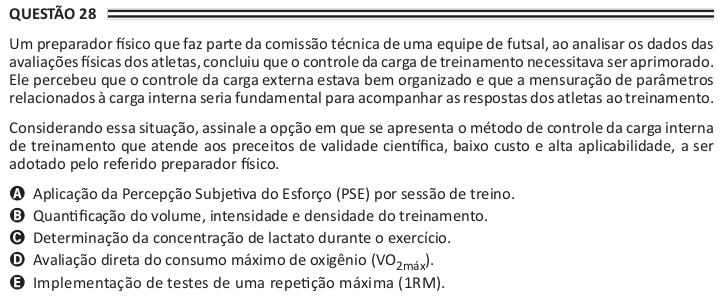 QUESTÃO 28
Um preparador físico que faz parte da comissão técnica de uma equipe de futsal, ao analisar os dados das
avaliações físicas dos atletas, concluiu que o controle da carga de treinamento necessitava ser aprimorado.
Ele percebeu que o controle da carga externa estava bem organizado e que a mensuração de parâmetros
relacionados à carga interna seria fundamental para acompanhar as respostas dos atletas ao treinamento.
Considerando essa situação, assinale a opção em que se apresenta o método de controle da carga interna
de treinamento que atende aos preceitos de validade científica, baixo custo e alta aplicabilidade, a ser
adotado pelo referido preparador físico.
A Aplicação da Percepção Subjetiva do Esforço (PSE) por sessão de treino.
B Quantificação do volume, intensidade e densidade do treinamento.
C Determinação da concentração de lactato durante o exercício.
D Avaliação direta do consumo máximo de oxigênio (VO2máx).
E Implementação de testes de uma repetição máxima (1RM).